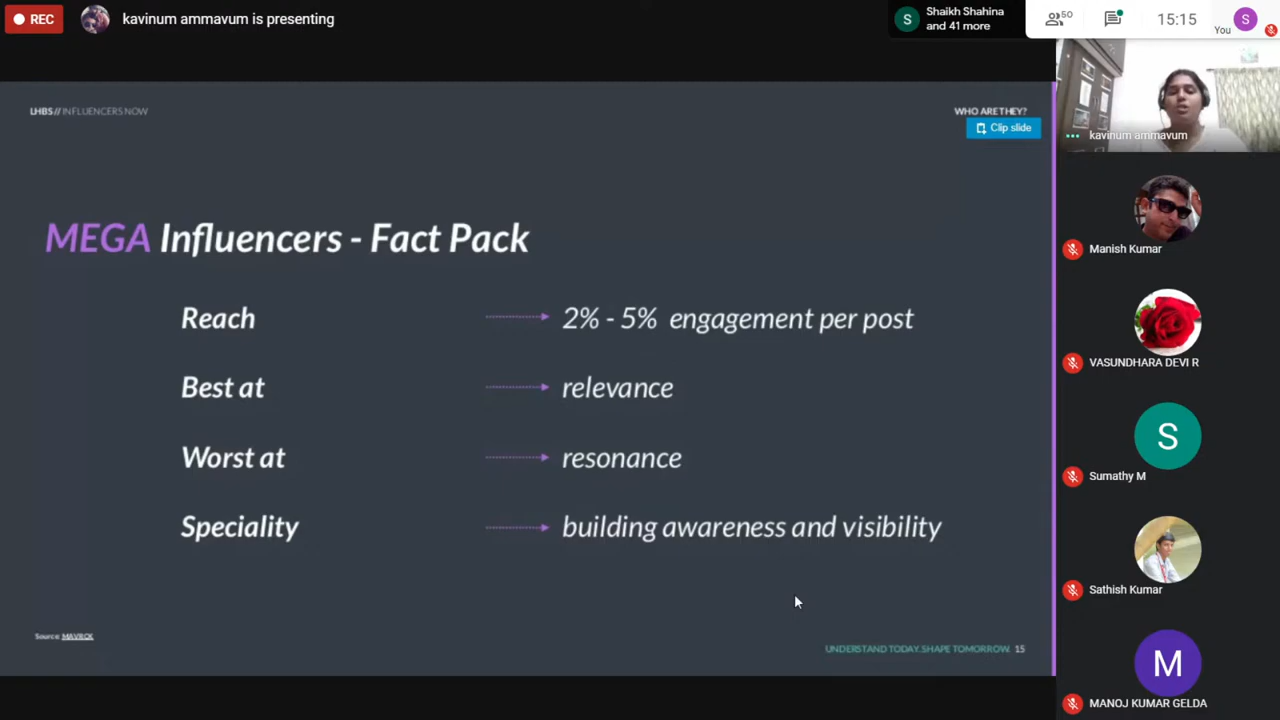 REC
kavinum ammavum is presenting
S
Shaikh Shahina
and 41 more
50
15:15
You
S
LHBS// INFLUENCERS NOW
WHO ARE THEY?
Clip slide
MEGA Influencers - Fact Pack
Reach
2% - 5% engagement per post
Best at
relevance
Worst at
resonance
Speciality
building awareness and visibility
Source: MAVRCK
UNDERSTAND TODAY. SHAPE TOMORROW. 15
kavinum ammavum
Manish Kumar
VASUNDHARA DEVI R
S
Sumathy M
Sathish Kumar
M
MANOJ KUMAR GELDA